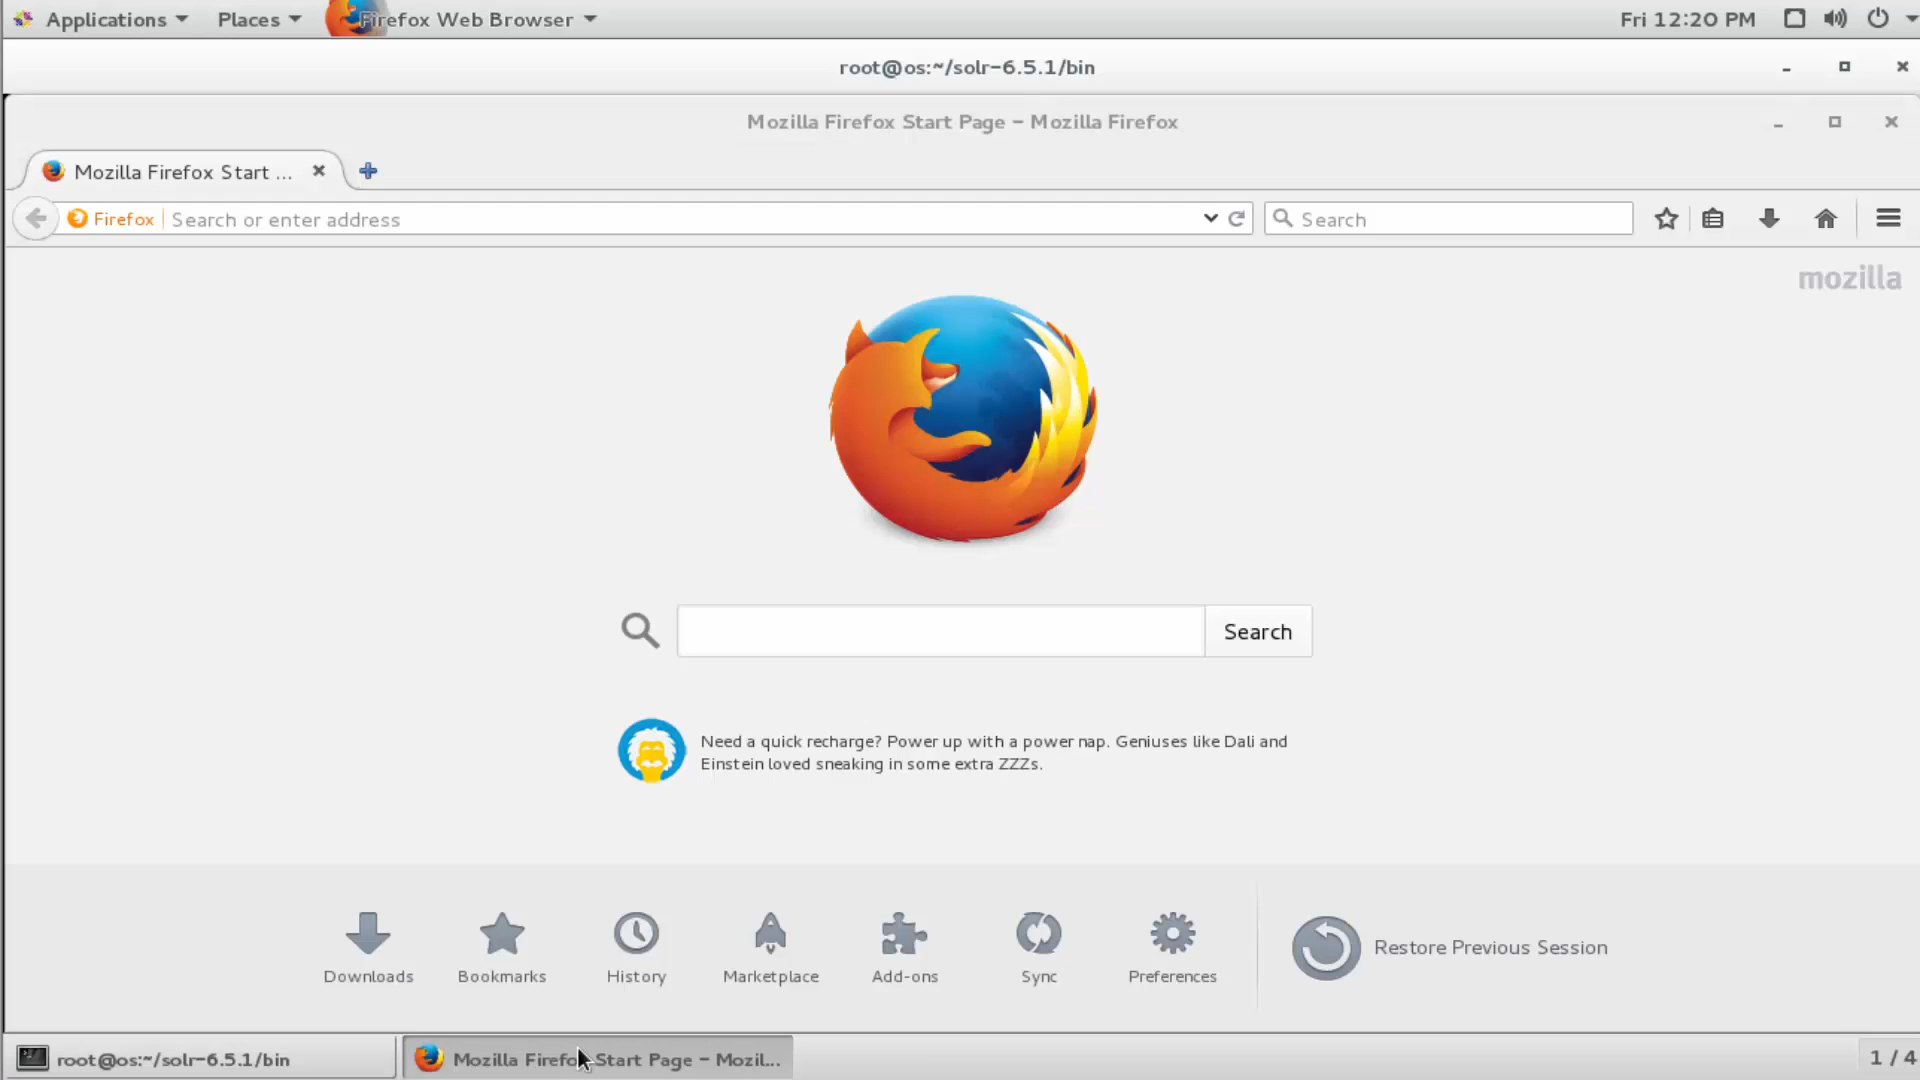 Applications Places Firefox Web Browser Fri 12:20 PM
root@os:~/solr-6.5.1/bin
Mozilla Firefox Start Page - Mozilla Firefox
Mozilla Firefox Start ...
Firefox Search or enter address Search
mozilla
Search
Need a quick recharge? Power up with a power nap. Geniuses like Dali and
Einstein loved sneaking in some extra ZZZs.
Downloads Bookmarks History Marketplace Add-ons Sync Preferences Restore Previous Session
root@os:~/solr-6.5.1/bin Mozilla Firefox Start Page - Mozil... 1 / 4